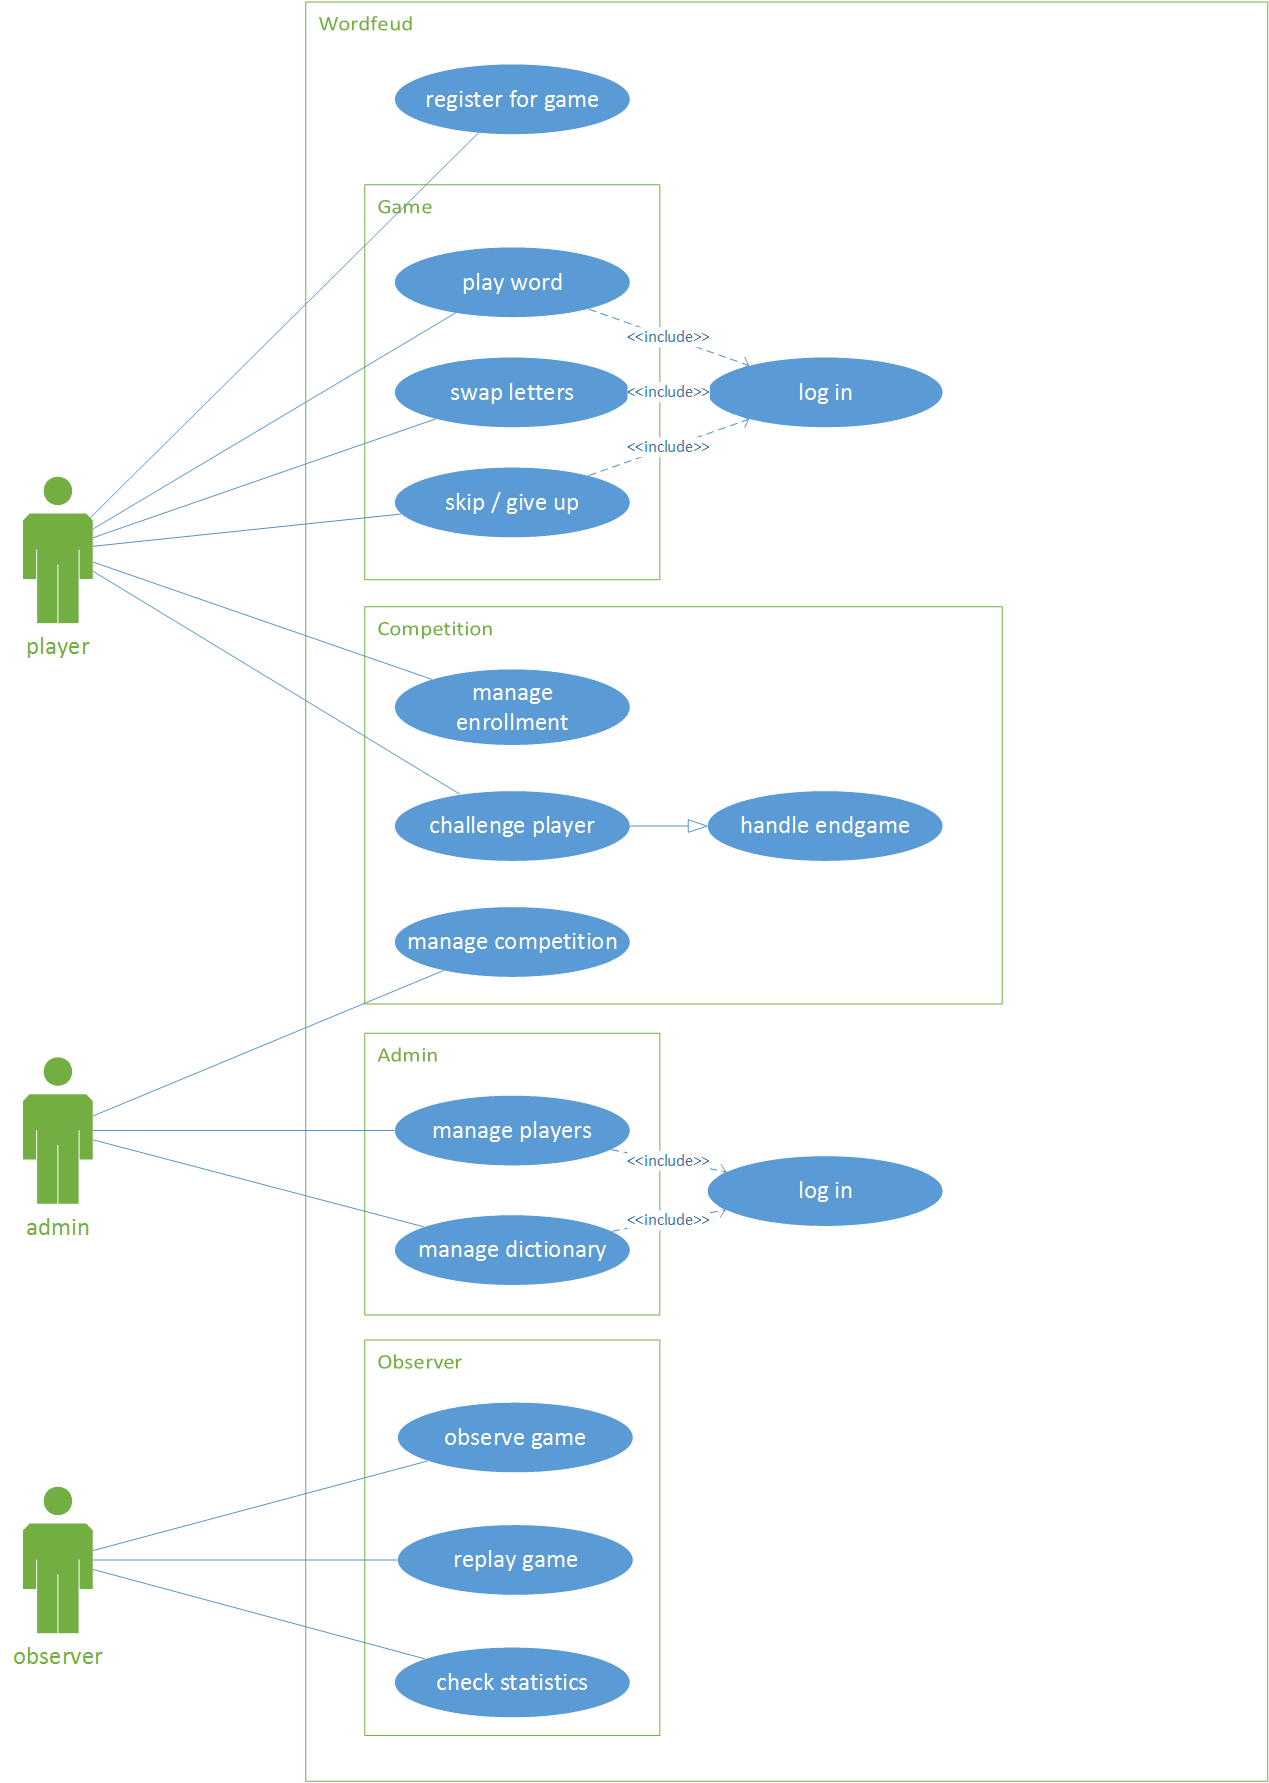 Wordfeud
register for game
Game
play word
<<include>>
swap letters
<<include>>
log in
<<include>>
skip / give up
player
Competition
manage
enrollment
challenge player
handle endgame
manage competition
Admin
manage players
<<include>>
log in
<<include>>
admin
manage dictionary
Observer
observe game
replay game
observer
check statistics